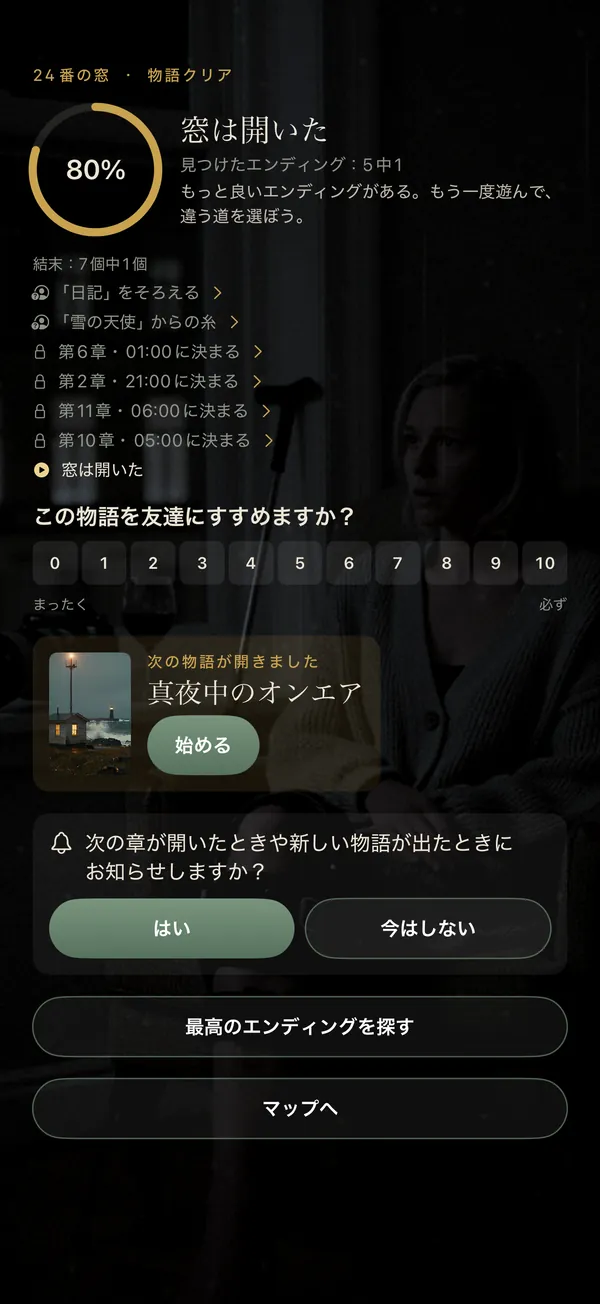 24番の窓 · 物語クリア
80%
窓は開いた
見つけたエンディング：5中1
もっと良いエンディングがある。もう一度遊んで、
違う道を選ぼう。
結末：7個中1個
「日記」をそろえる
「雪の天使」からの糸
第6章・01:00に決まる
第2章・21:00に決まる
第11章・06:00に決まる
第10章・05:00に決まる
窓は開いた
この物語を友達にすすめますか？
0 1 2 3 4 5 6 7 8 9 10
まったく 必ず
次の物語が開きました
真夜中のオンエア
始める
次の章が開いたときや新しい物語が出たときに
お知らせしますか？
はい 今はしない
最高のエンディングを探す
マップへ